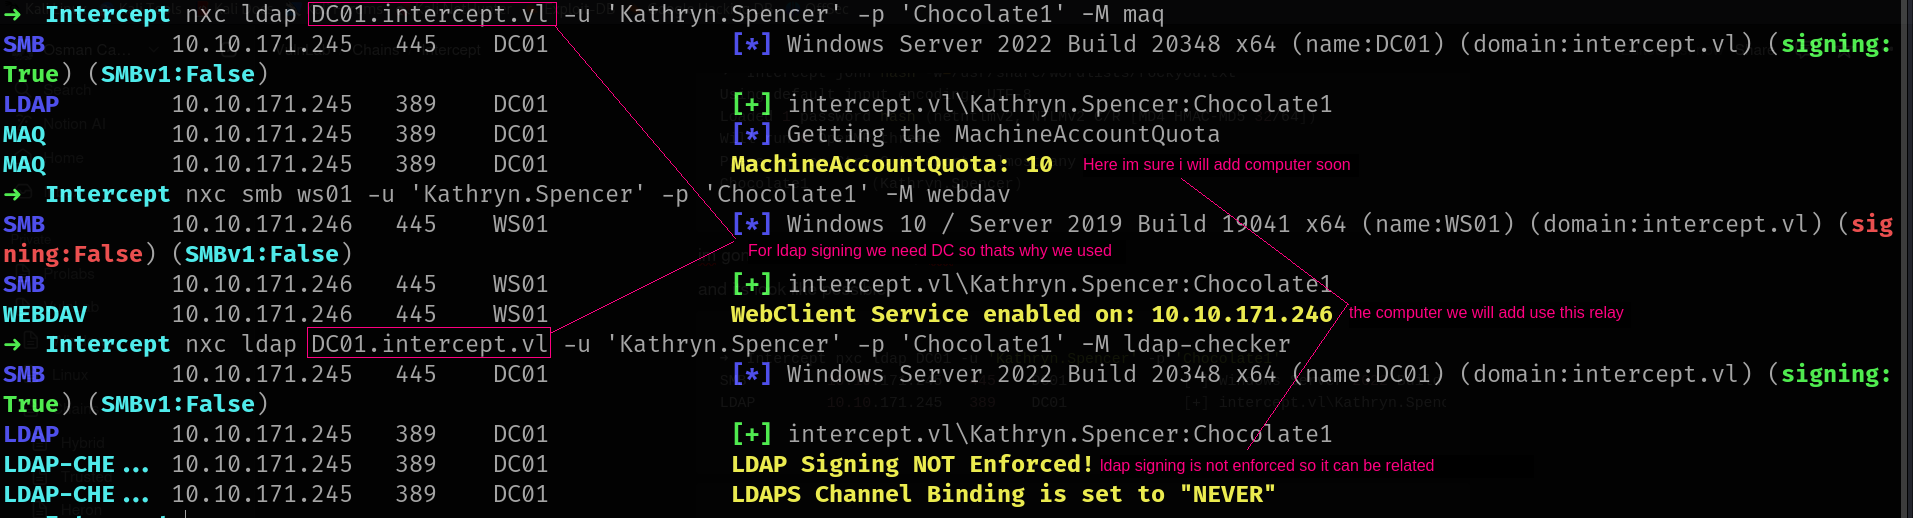 ➜ Intercept nxc ldap DC01.intercept.vl -u 'Kathryn.Spencer' -p 'Chocolate1' -M maq
SMB 10.10.171.245 445 DC01 [*] Windows Server 2022 Build 20348 x64 (name:DC01) (domain:intercept.vl) (signing:
True) (SMBv1:False)
LDAP 10.10.171.245 389 DC01 [+] intercept.vl\Kathryn.Spencer:Chocolate1
MAQ 10.10.171.245 389 DC01 [*] Getting the MachineAccountQuota
MAQ 10.10.171.245 389 DC01 MachineAccountQuota: 10 Here im sure i will add computer soon
➜ Intercept nxc smb ws01 -u 'Kathryn.Spencer' -p 'Chocolate1' -M webdav
SMB 10.10.171.246 445 WS01 [*] Windows 10 / Server 2019 Build 19041 x64 (name:WS01) (domain:intercept.vl) (sig
ning:False) (SMBv1:False) For ldap signing we need DC so thats why we used
SMB 10.10.171.246 445 WS01 [+] intercept.vl\Kathryn.Spencer:Chocolate1
WEBDAV 10.10.171.246 445 WS01 WebClient Service enabled on: 10.10.171.246 the computer we will add use this relay
➜ Intercept nxc ldap DC01.intercept.vl -u 'Kathryn.Spencer' -p 'Chocolate1' -M ldap-checker
SMB 10.10.171.245 445 DC01 [*] Windows Server 2022 Build 20348 x64 (name:DC01) (domain:intercept.vl) (signing:
True) (SMBv1:False)
LDAP 10.10.171.245 389 DC01 [+] intercept.vl\Kathryn.Spencer:Chocolate1
LDAP-CHE... 10.10.171.245 389 DC01 LDAP Signing NOT Enforced! ldap signing is not enforced so it can be related
LDAP-CHE... 10.10.171.245 389 DC01 LDAPS Channel Binding is set to "NEVER"